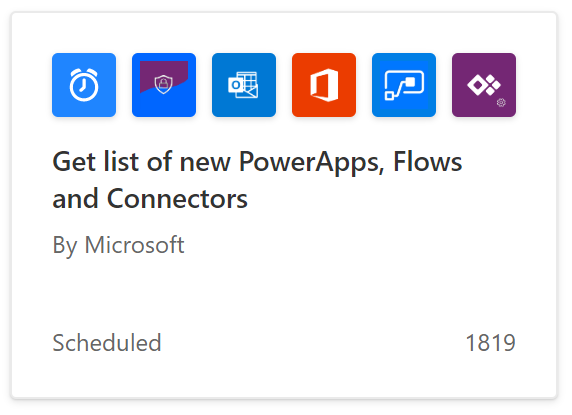 Get list of new PowerApps, Flows
and Connectors
By Microsoft
Scheduled 1819